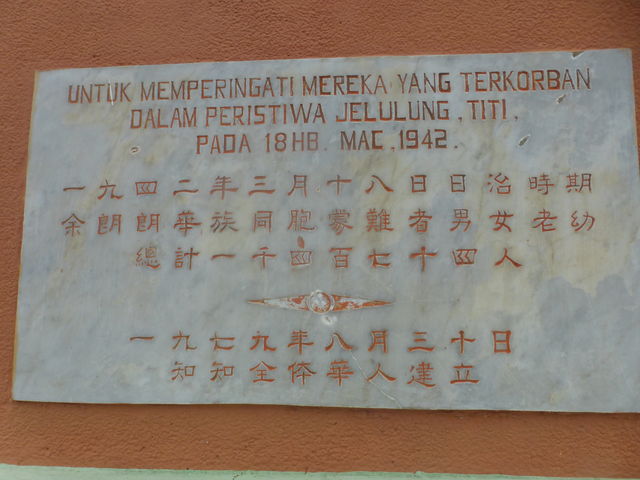 UNTUK MEMPERINGATI MEREKA YANG TERKORBAN
DALAM PERISTIWA JELULUNG, TITI,
PADA 18HB. MAC, 1942.
一九四二年三月十八日日治時期
余朗朗華族同胞蒙難者男女老幼
總計一千四百七十四人
一九七九年八月三十日
知知全体華人建立